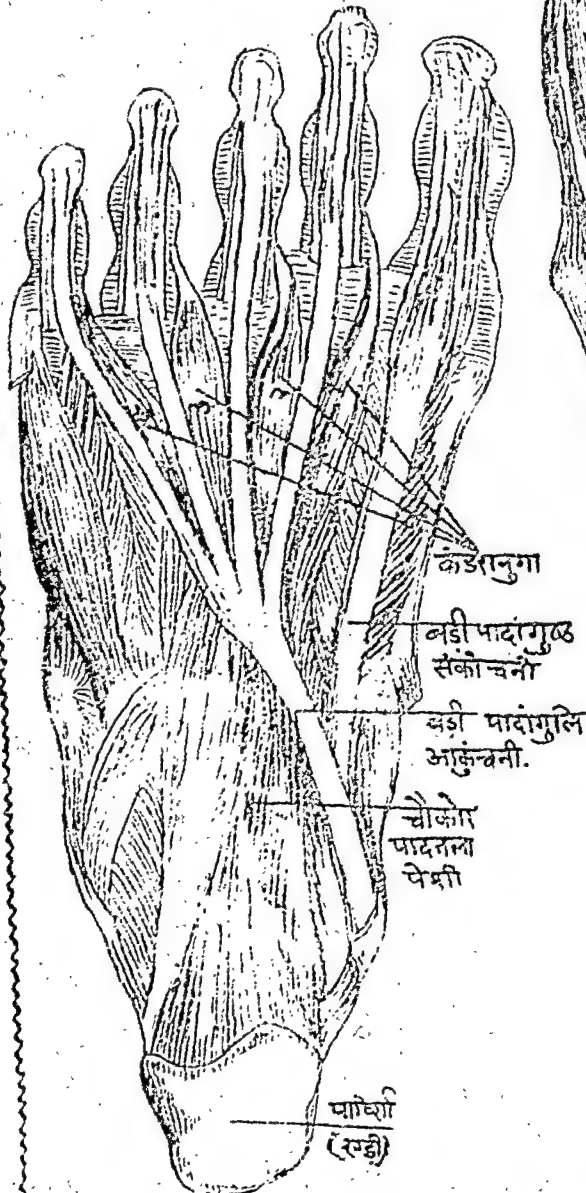 कंडरानुगा
बडी पादांगुष्ठ
संकोचनी
बड़ी पादांगुलि
आकुंचनी.
चौकोर
पादतला
पेशी
पार्ष्णी
(एड़ी)